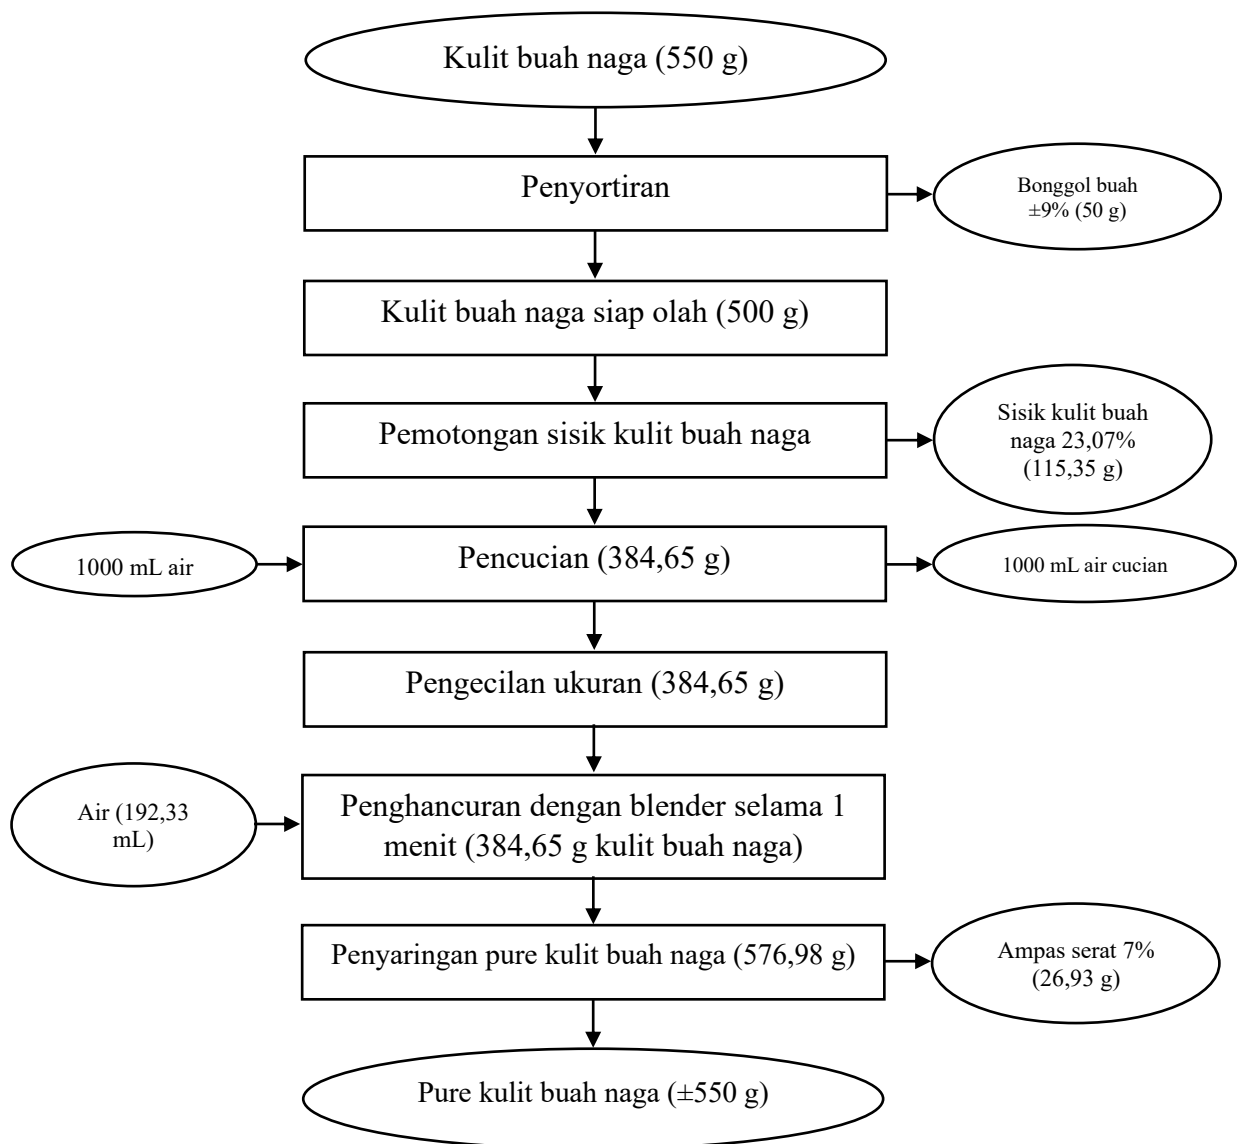 Kulit buah naga (550 g)
Penyortiran
Bonggol buah
±9% (50 g)
Kulit buah naga siap olah (500 g)
Pemotongan sisik kulit buah naga
Sisik kulit buah
naga 23,07%
(115,35 g)
1000 mL air
Pencucian (384,65 g)
1000 mL air cucian
Pengecilan ukuran (384,65 g)
Air (192,33
mL)
Penghancuran dengan blender selama 1
menit (384,65 g kulit buah naga)
Penyaringan pure kulit buah naga (576,98 g)
Ampas serat 7%
(26,93 g)
Pure kulit buah naga (±550 g)